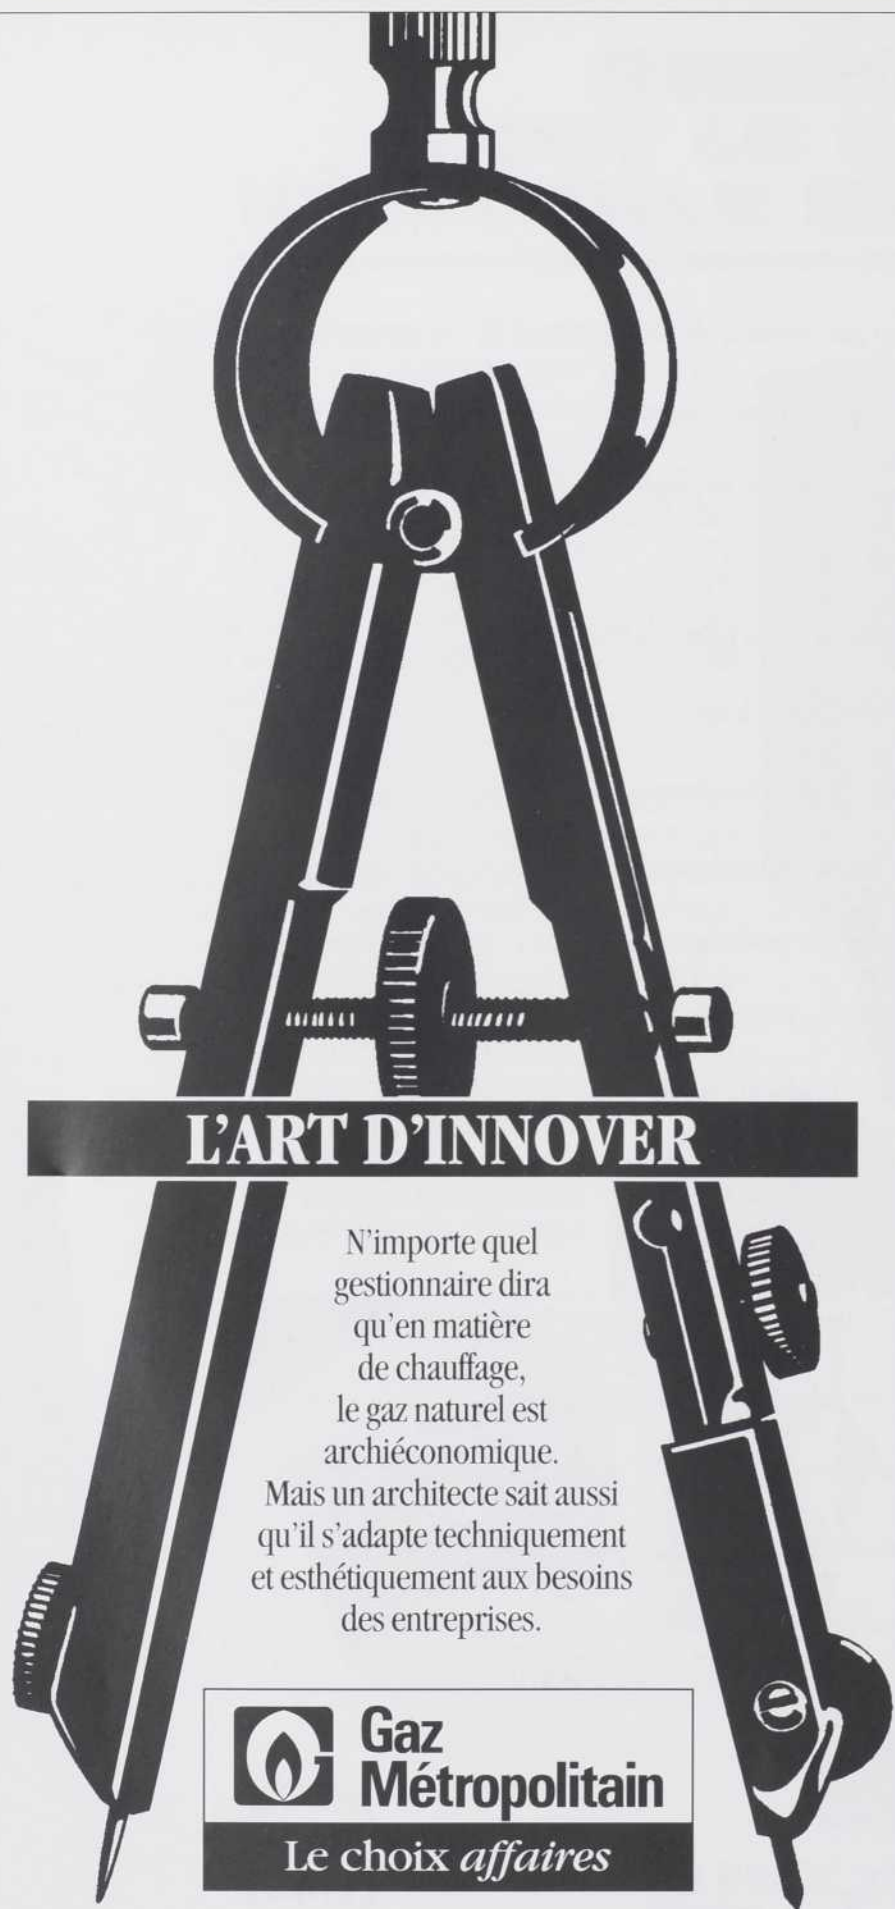 L'ART D'INNOVER
N'importe quel
gestionnaire dira
qu'en matière
de chauffage,
le gaz naturel est
archiéconomique.
Mais un architecte sait aussi
qu'il s'adapte techniquement
et esthétiquement aux besoins
des entreprises.
Gaz
Métropolitain
Le choix affaires